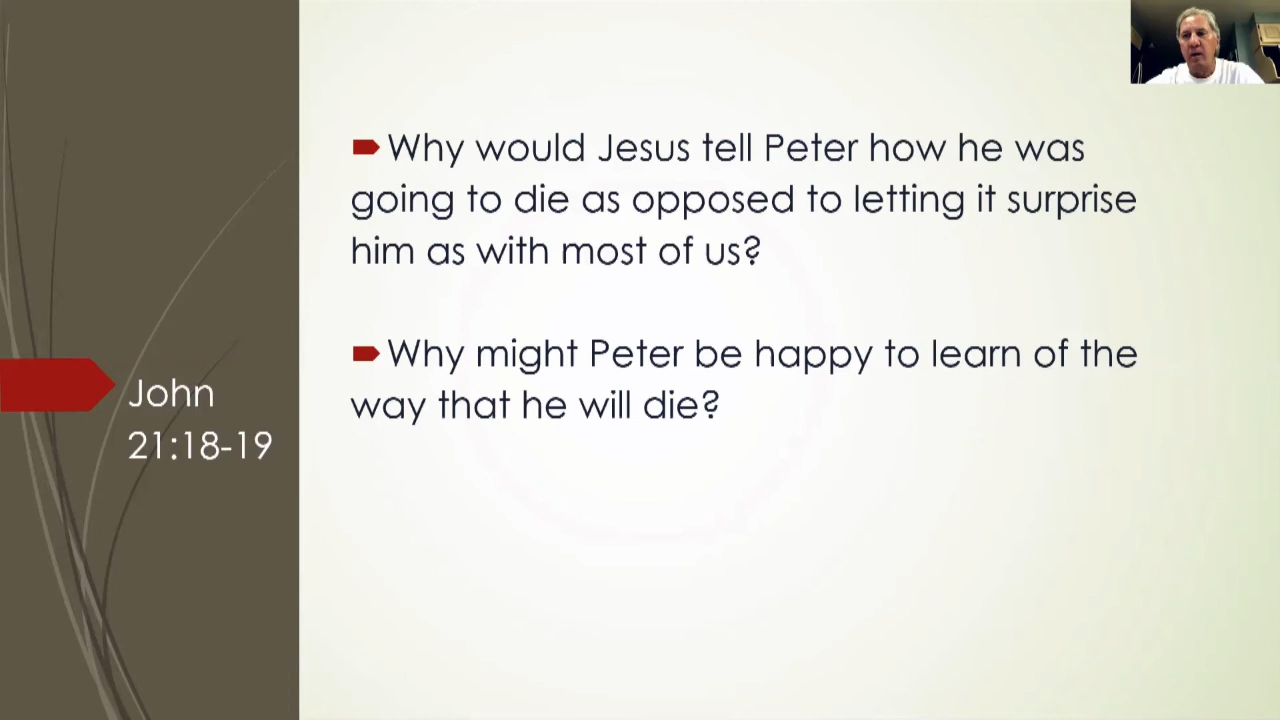 Why would Jesus tell Peter how he was
going to die as opposed to letting it surprise
him as with most of us?
Why might Peter be happy to learn of the
way that he will die?
John
21:18-19